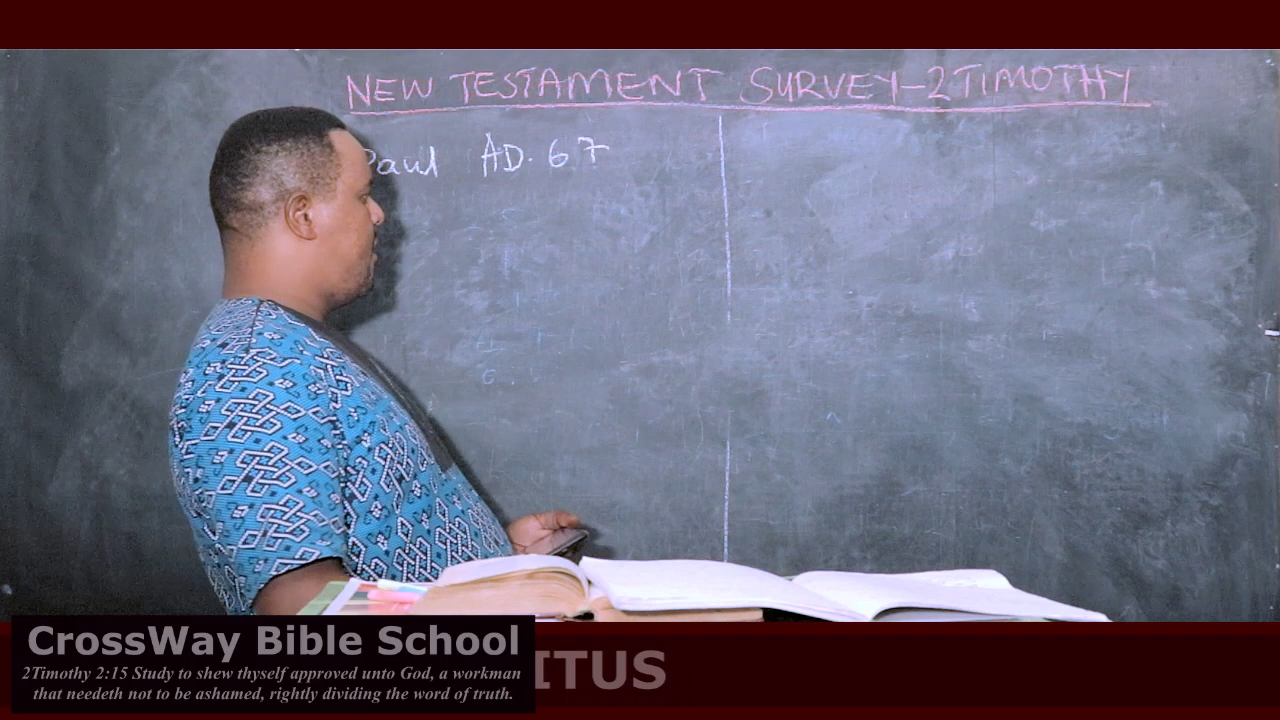 NEW TESTAMENT SURVEY-2TIMOTHY
Paul AD. 67
CrossWay Bible School
2Timothy 2:15 Study to shew thyself approved unto God, a workman
that needeth not to be ashamed, rightly dividing the word of truth.
ITUS